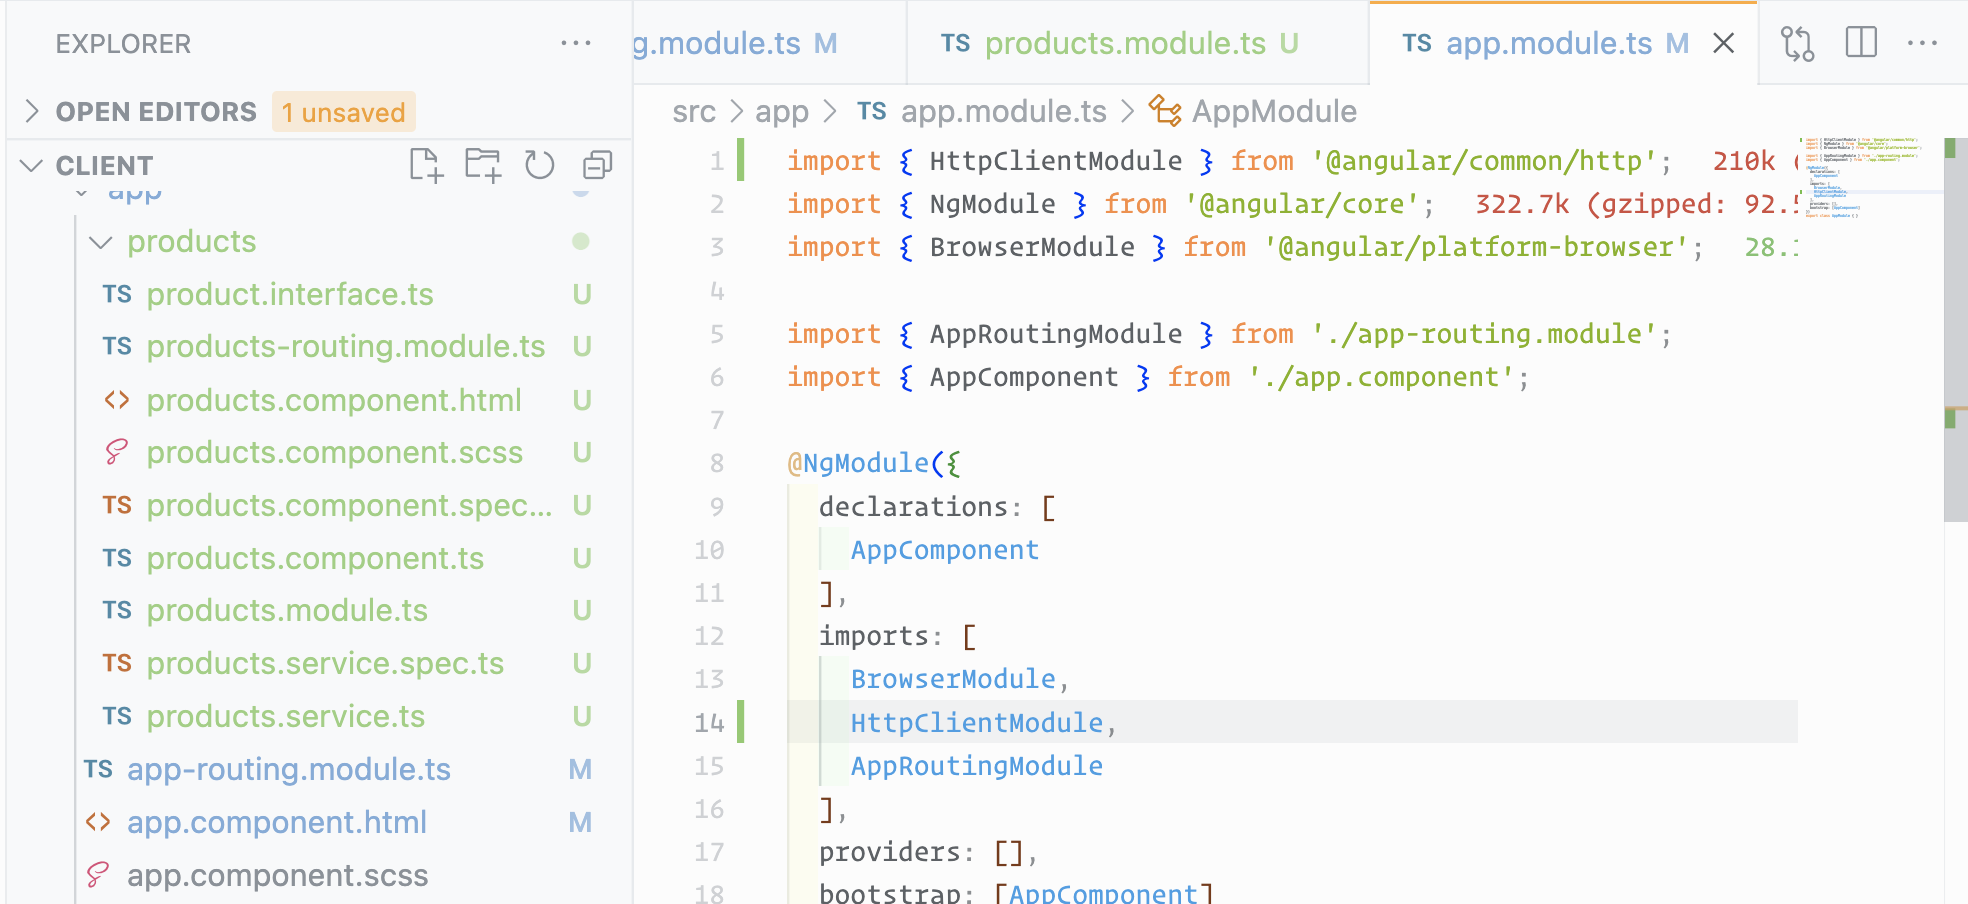 EXPLORER
OPEN EDITORS 1 unsaved
CLIENT
app
products
TS product.interface.ts U
TS products-routing.module.ts U
<> products.component.html U
products.component.scss U
TS products.component.spec... U
TS products.component.ts U
TS products.module.ts U
TS products.service.spec.ts U
TS products.service.ts U
TS app-routing.module.ts M
<> app.component.html M
app.component.scss
g.module.ts M
TS products.module.ts U
TS app.module.ts M
src > app > TS app.module.ts > AppModule
1 import { HttpClientModule } from '@angular/common/http'; 210k (
2 import { NgModule } from '@angular/core'; 322.7k (gzipped: 92.5
3 import { BrowserModule } from '@angular/platform-browser'; 28.1
4
5 import { AppRoutingModule } from './app-routing.module';
6 import { AppComponent } from './app.component';
7
8 @NgModule({
9 declarations: [
10 AppComponent
11 ],
12 imports: [
13 BrowserModule,
14 HttpClientModule,
15 AppRoutingModule
16 ],
17 providers: [],
18 bootstrap: [AppComponent]